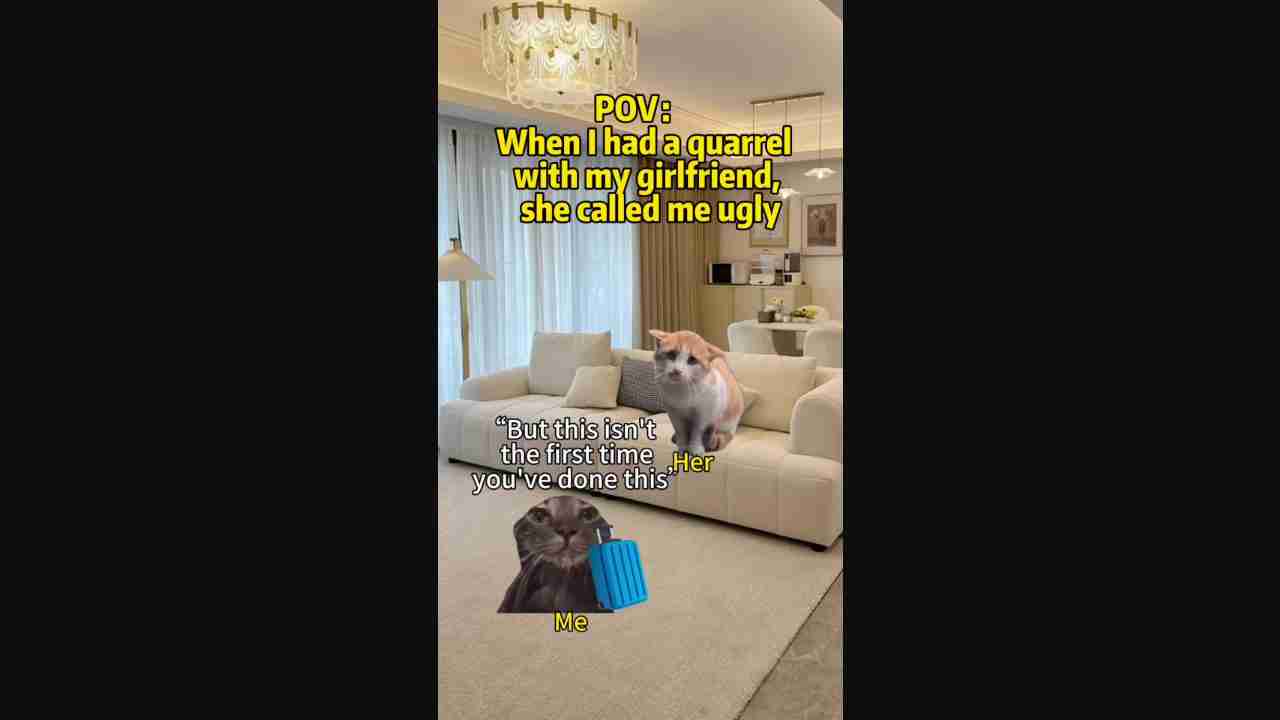 POV:
When I had a quarrel
with my girlfriend,
she called me ugly
“But this isn't
the first time
you've done this”
Her
Me